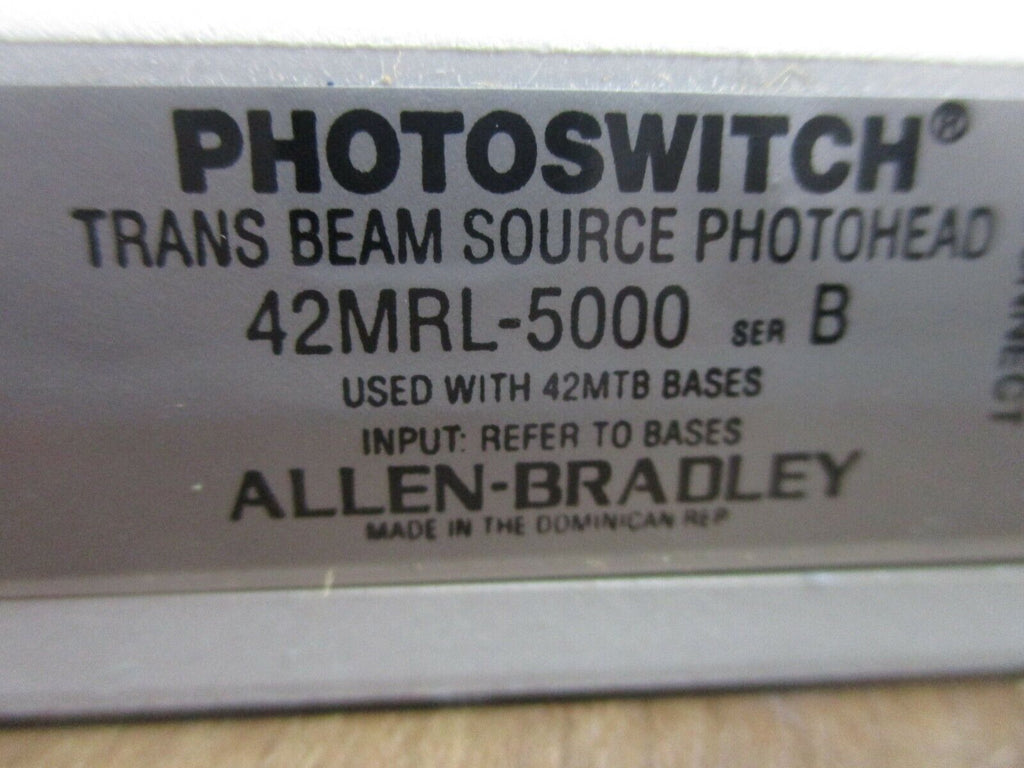 PHOTOSWITCH®
TRANS BEAM SOURCE PHOTOHEAD
42MRL-5000 SER B
USED WITH 42MTB BASES
INPUT: REFER TO BASES
ALLEN-BRADLEY
MADE IN THE DOMINICAN REP